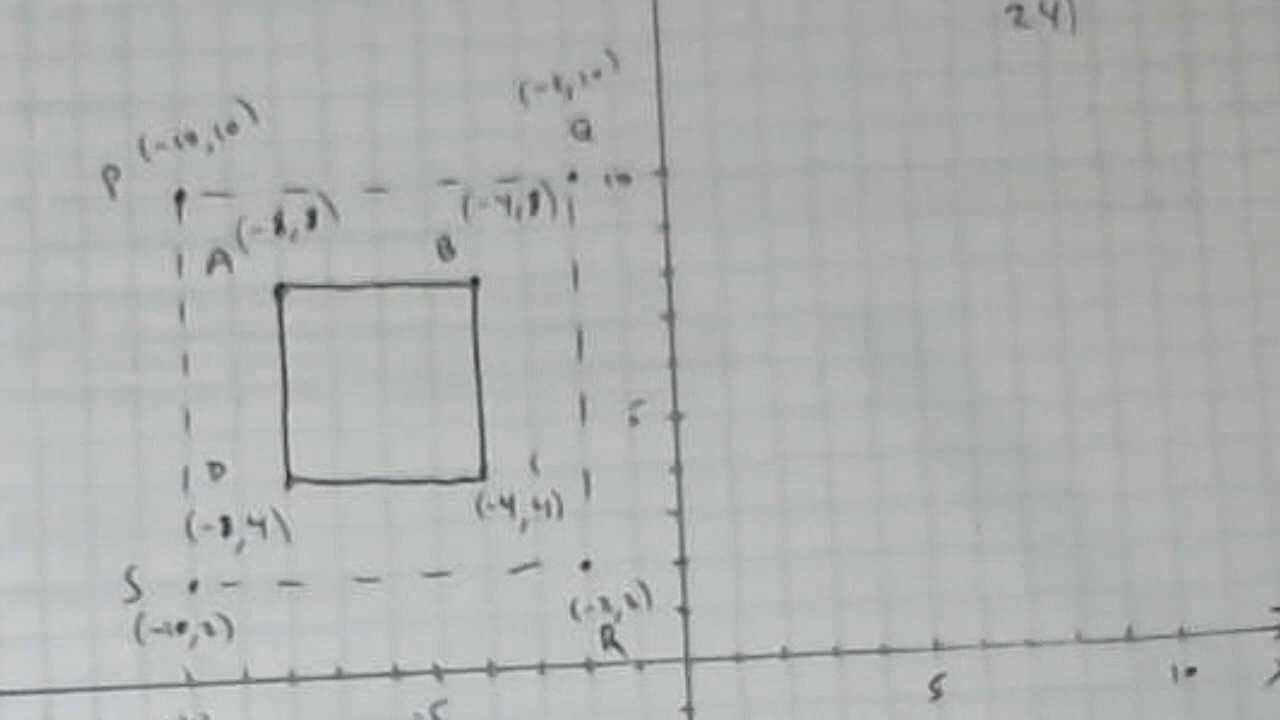 24)
(-2,10)
Q
(-10,10)
P
10
(-8,8)
(-4,8)
A
B
5
D
C
(-8,4)
(-4,4)
S
(-10,2)
(-2,2)
R
5
10